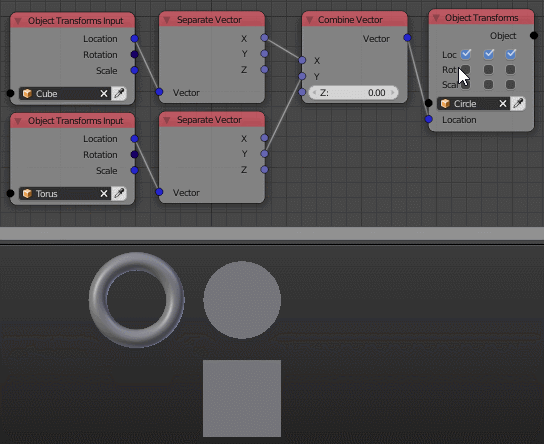 Object Transforms Input
Location
Rotation
Scale
Cube
Separate Vector
X
Y
Z
Vector
Combine Vector
Vector
X
Y
Z: 0.00
Object Transforms
Object
Loc
Rot
Scal
Circle
Location
Object Transforms Input
Location
Rotation
Scale
Torus
Separate Vector
X
Y
Z
Vector